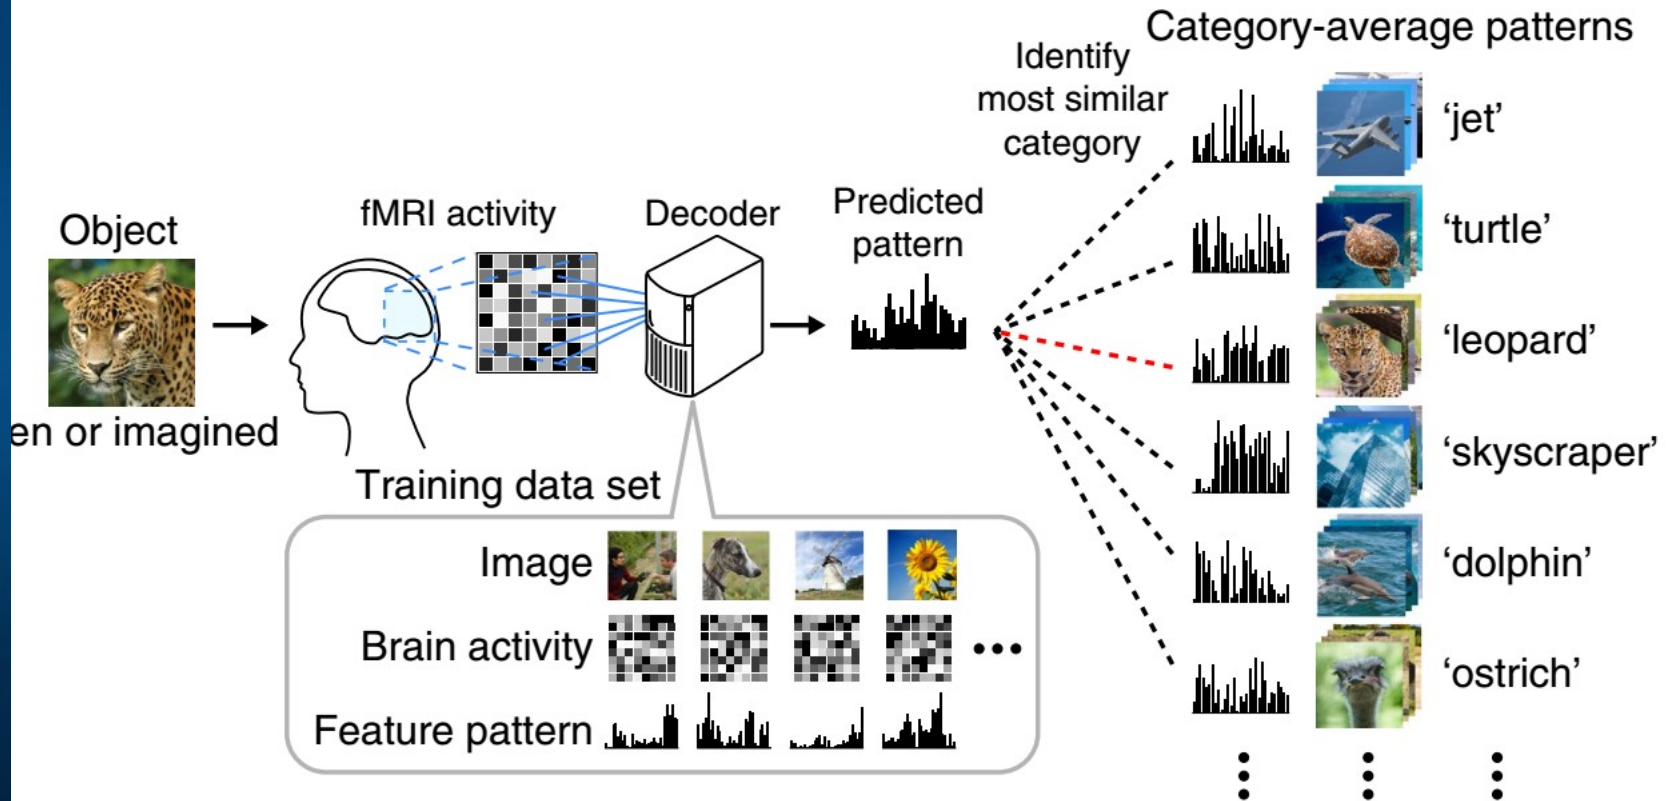 Category-average patterns
Identify
most similar
category
'jet'
'turtle'
'leopard'
'skyscraper'
'dolphin'
'ostrich'
Object
en or imagined
fMRI activity
Decoder
Predicted
pattern
Training data set
Image
Brain activity
Feature pattern